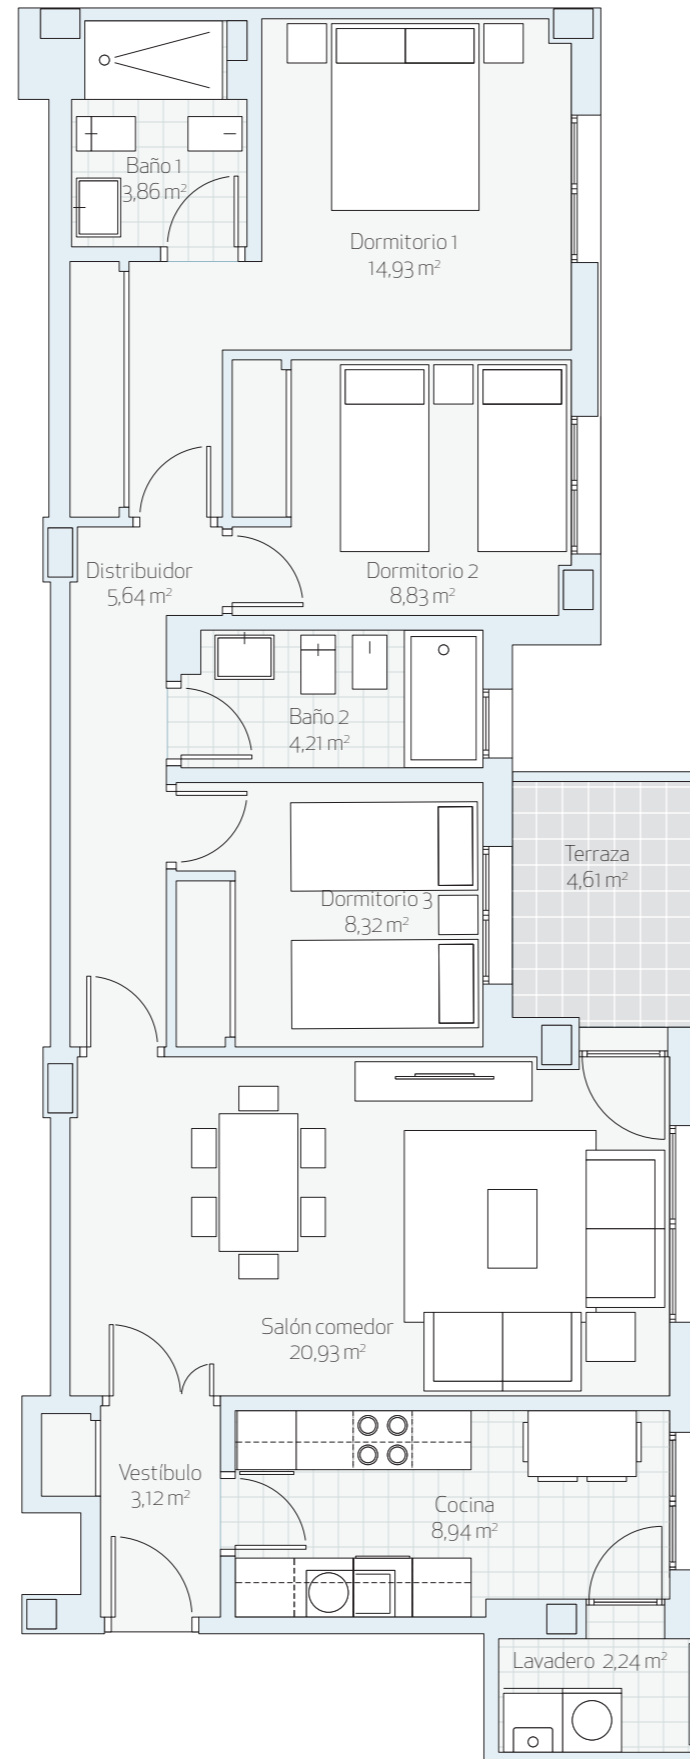 Baño 1
3,86 m²
Dormitorio 1
14,93 m²
Distribuidor
5,64 m²
Dormitorio 2
8,83 m²
Baño 2
4,21 m²
Terraza
4,61 m²
Dormitorio 3
8,32 m²
Salón comedor
20,93 m²
Vestíbulo
3,12 m²
Cocina
8,94 m²
Lavadero 2,24 m²